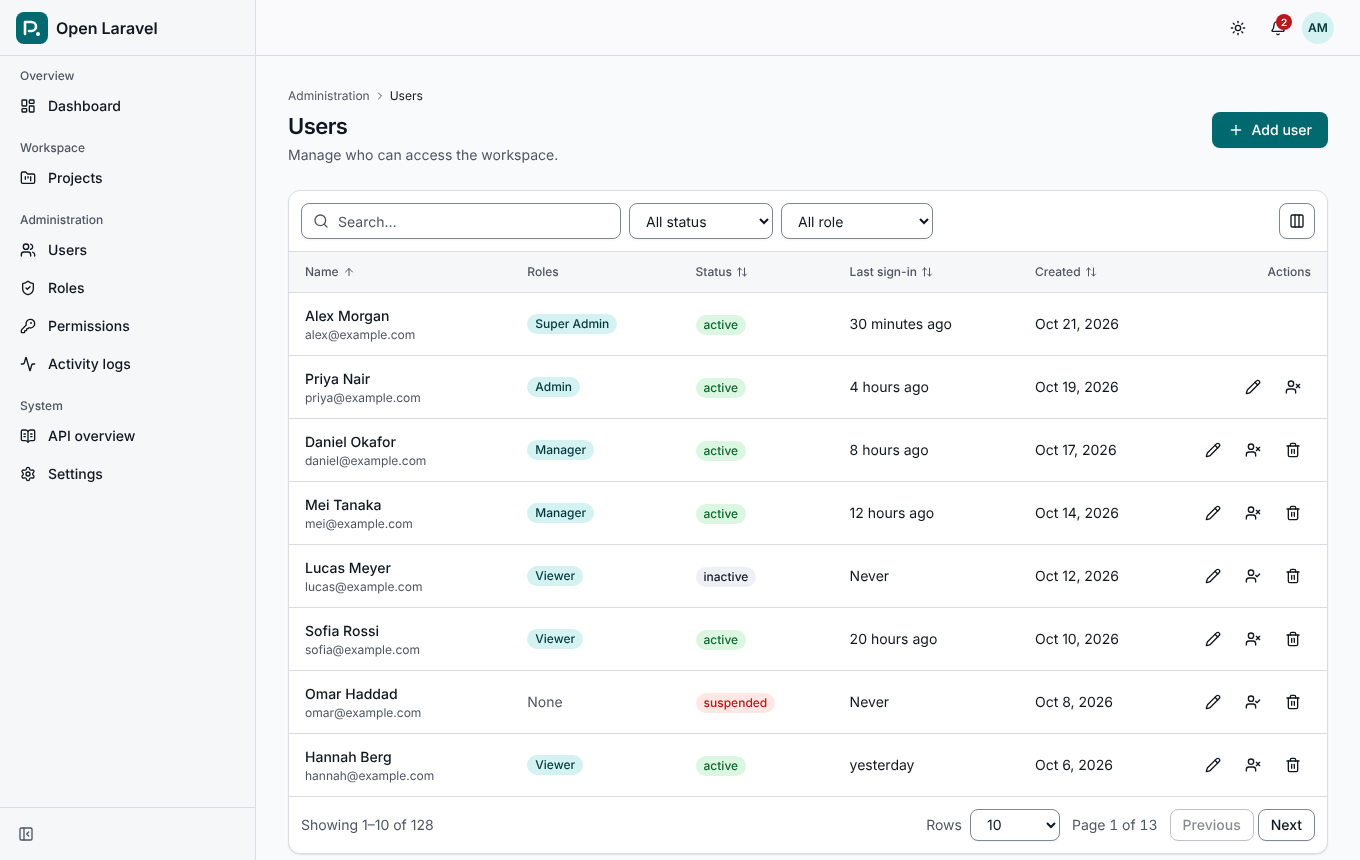 Open Laravel
2
AM
Overview
Dashboard
Workspace
Projects
Administration
Users
Roles
Permissions
Activity logs
System
API overview
Settings
Administration > Users
Users
Manage who can access the workspace.
+ Add user
Search...
All status
All role
Name ↑ Roles Status ↑↓ Last sign-in ↑↓ Created ↑↓ Actions
Alex Morgan
alex@example.com
Super Admin active 30 minutes ago Oct 21, 2026
Priya Nair
priya@example.com
Admin active 4 hours ago Oct 19, 2026
Daniel Okafor
daniel@example.com
Manager active 8 hours ago Oct 17, 2026
Mei Tanaka
mei@example.com
Manager active 12 hours ago Oct 14, 2026
Lucas Meyer
lucas@example.com
Viewer inactive Never Oct 12, 2026
Sofia Rossi
sofia@example.com
Viewer active 20 hours ago Oct 10, 2026
Omar Haddad
omar@example.com
None suspended Never Oct 8, 2026
Hannah Berg
hannah@example.com
Viewer active yesterday Oct 6, 2026
Showing 1–10 of 128 Rows 10 Page 1 of 13 Previous Next